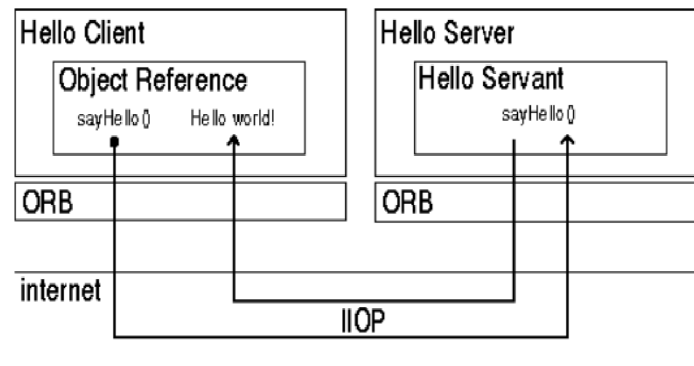 Hello Client
Hello Server
Object Reference
Hello Servant
sayHello()
Hello world!
sayHello()
ORB
ORB
internet
IIOP